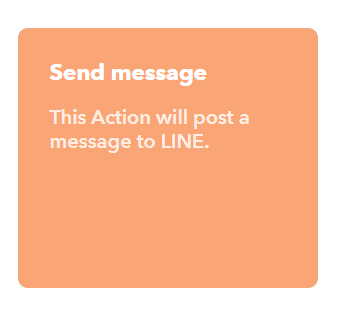 Send message
This Action will post a
message to LINE.